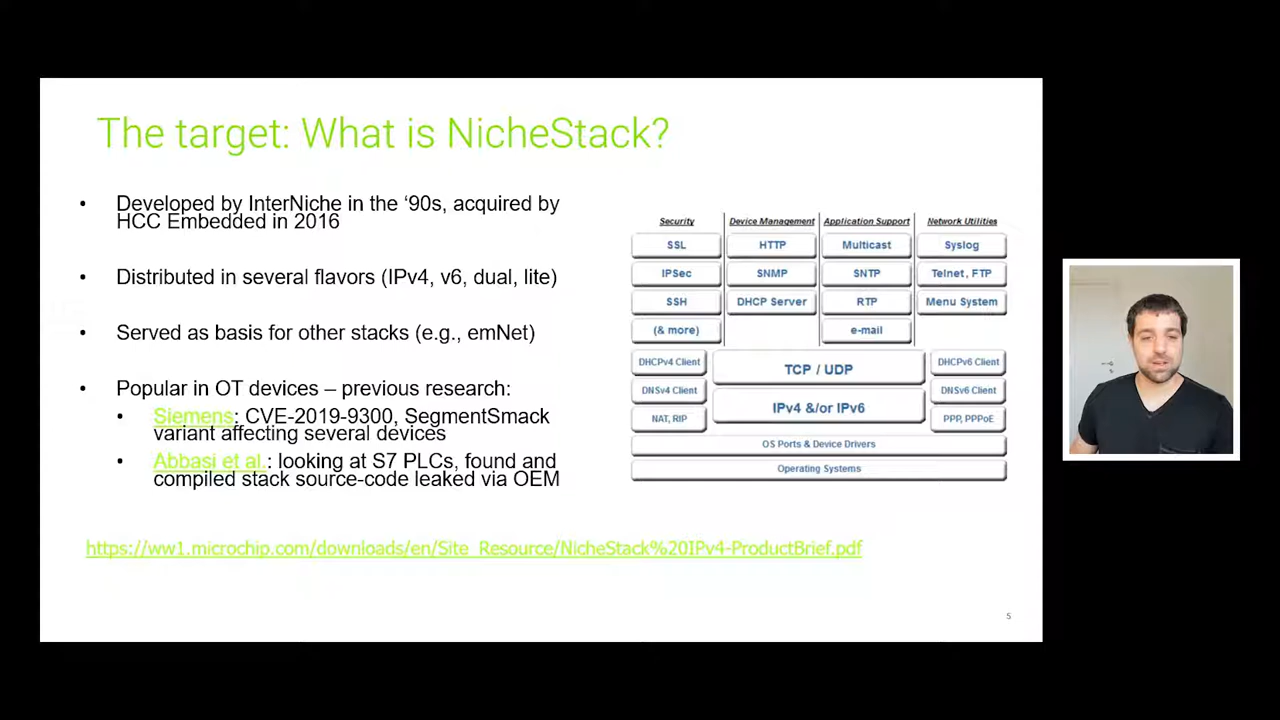 The target: What is NicheStack?
• Developed by InterNiche in the ‘90s, acquired by
HCC Embedded in 2016
• Distributed in several flavors (IPv4, v6, dual, lite)
• Served as basis for other stacks (e.g., emNet)
• Popular in OT devices – previous research:
• Siemens: CVE-2019-9300, SegmentSmack
variant affecting several devices
• Abbasi et al.: looking at S7 PLCs, found and
compiled stack source-code leaked via OEM
Security Device Management Application Support Network Utilities
SSL HTTP Multicast Syslog
IPSec SNMP SNTP Telnet, FTP
SSH DHCP Server RTP Menu System
(& more) e-mail
DHCPv4 Client TCP / UDP DHCPv6 Client
DNSv4 Client DNSv6 Client
NAT, RIP IPv4 &/or IPv6 PPP, PPPoE
OS Ports & Device Drivers
Operating Systems
https://ww1.microchip.com/downloads/en/Site_Resource/NicheStack%20IPv4-ProductBrief.pdf
5